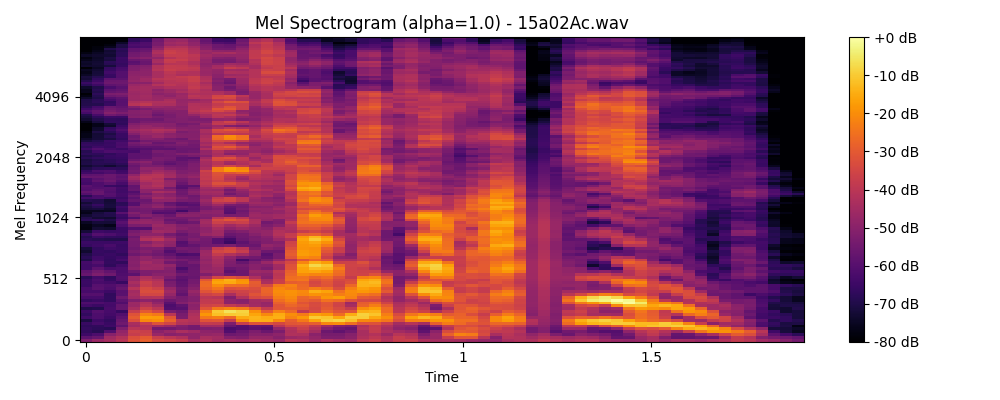 Mel Spectrogram (alpha=1.0) - 15a02Ac.wav
Mel Frequency
4096
2048
1024
512
0
0
0.5
1
1.5
Time
+0 dB
-10 dB
-20 dB
-30 dB
-40 dB
-50 dB
-60 dB
-70 dB
-80 dB